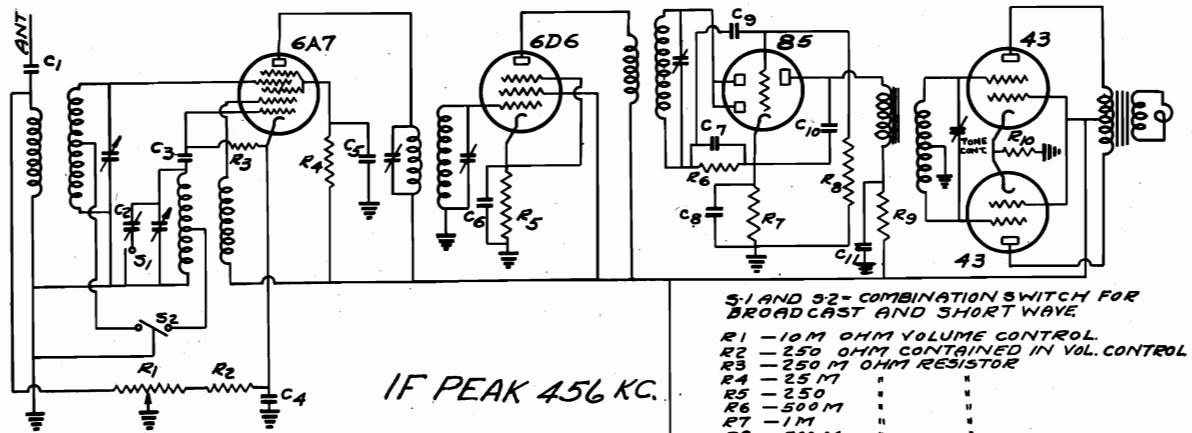 ANT
C1
6A7
6D6
C9
85
43
C3
R3
R4
C5
C2
S1
S2
R1
R2
C4
C6
R5
C7
R6
C8
R7
C10
R8
C11
R9
TONE
CONT.
R10
43
IF PEAK 456 KC.
S-1 AND S-2 = COMBINATION SWITCH FOR
BROADCAST AND SHORT WAVE
R1 — 10 M OHM VOLUME CONTROL.
R2 — 250 OHM CONTAINED IN VOL. CONTROL
R3 — 250 M OHM RESISTOR
R4 — 25 M " "
R5 — 250 " "
R6 — 500 M " "
R7 — 1 M " "